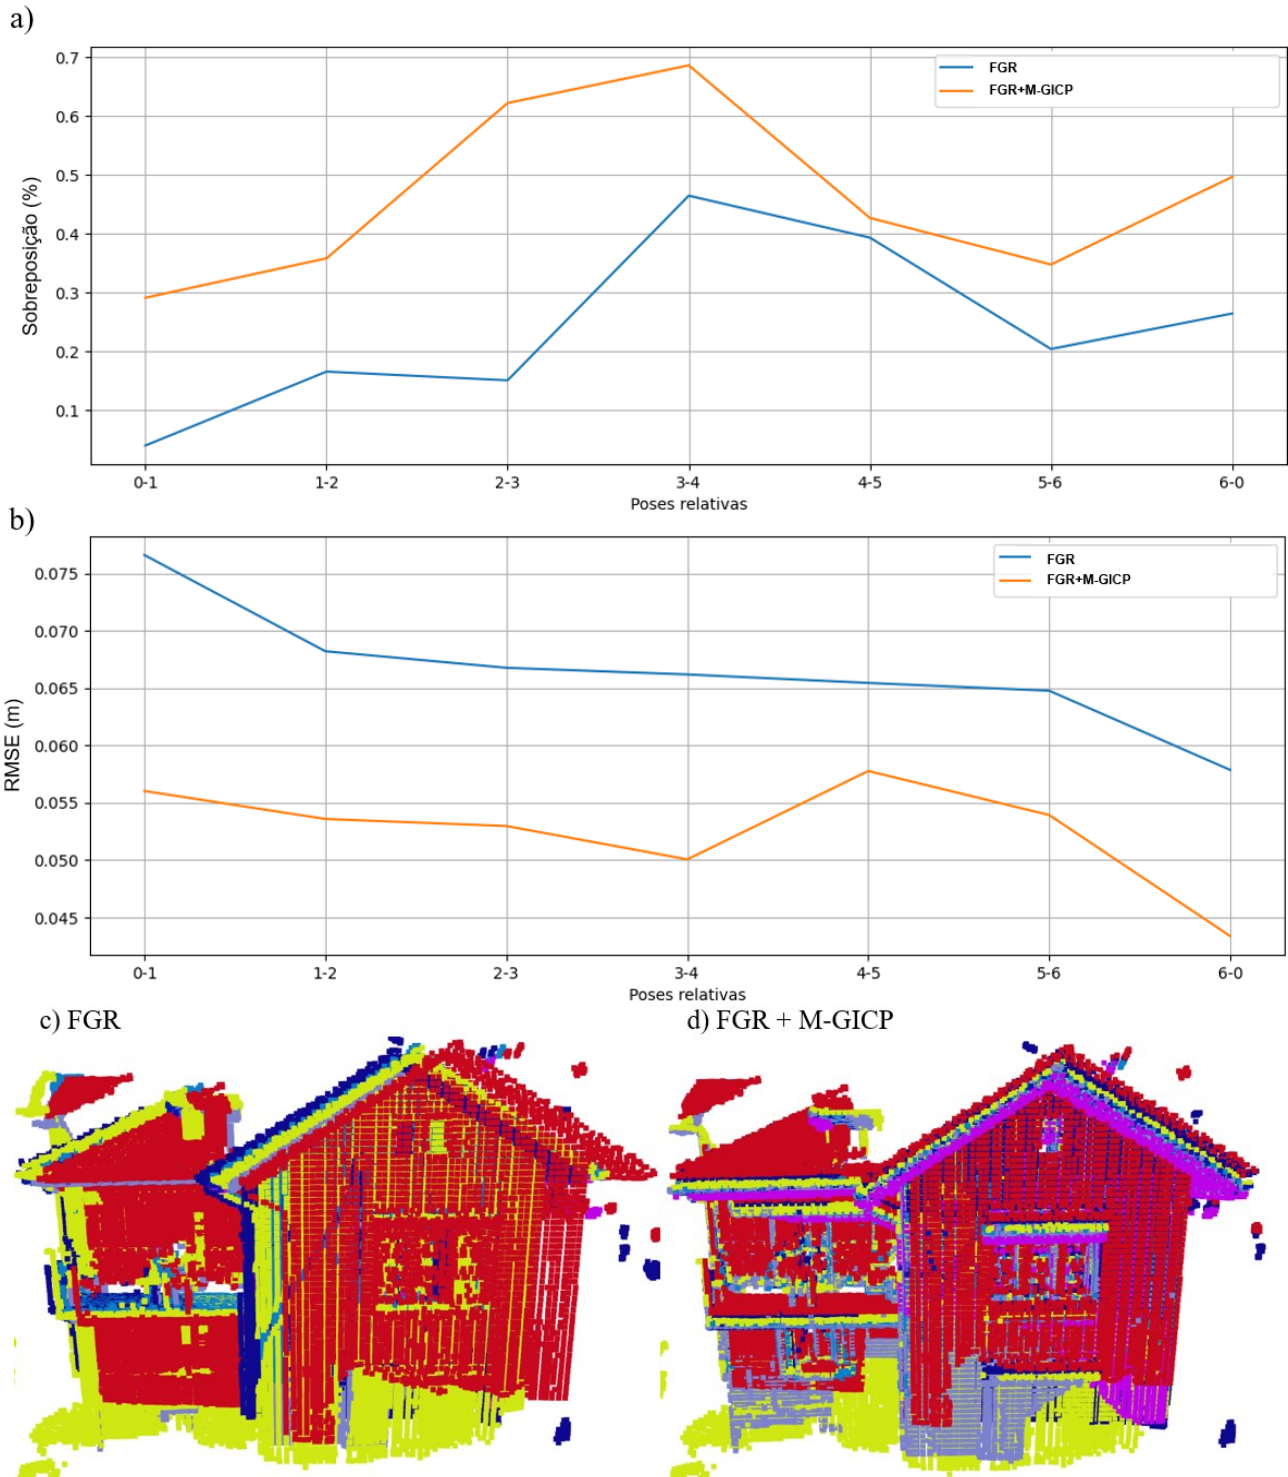 a)
0.7
0.6
0.5
0.4
0.3
0.2
0.1
Sobreposição (%)
FGR
FGR+M-GICP
0-1 1-2 2-3 3-4 4-5 5-6 6-0
Poses relativas
b)
0.075
0.070
0.065
0.060
0.055
0.050
0.045
RMSE (m)
FGR
FGR+M-GICP
0-1 1-2 2-3 3-4 4-5 5-6 6-0
Poses relativas
c) FGR
d) FGR + M-GICP